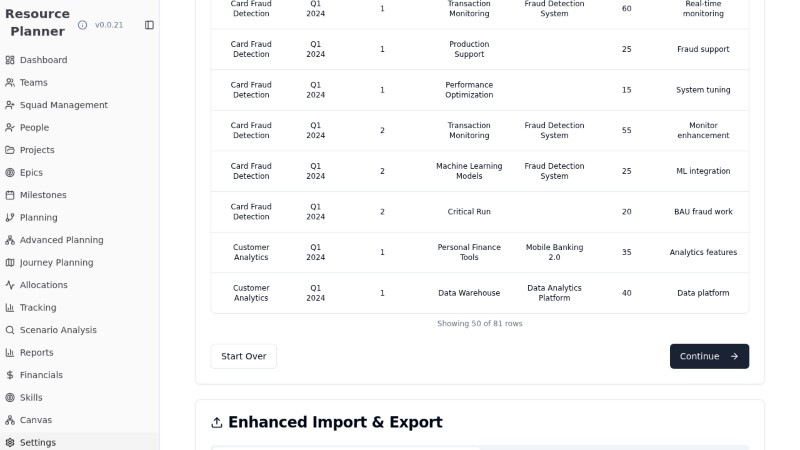 Resource
Planner
v0.0.21
Dashboard
Teams
Squad Management
People
Projects
Epics
Milestones
Planning
Advanced Planning
Journey Planning
Allocations
Tracking
Scenario Analysis
Reports
Financials
Skills
Canvas
Settings
Card Fraud Q1 Transaction Fraud Detection Real-time
Detection 2024 1 Monitoring System 60 monitoring
Card Fraud Q1 Production
Detection 2024 1 Support 25 Fraud support
Card Fraud Q1 Performance
Detection 2024 1 Optimization 15 System tuning
Card Fraud Q1 Transaction Fraud Detection Monitor
Detection 2024 2 Monitoring System 55 enhancement
Card Fraud Q1 Machine Learning Fraud Detection
Detection 2024 2 Models System 25 ML integration
Card Fraud Q1
Detection 2024 2 Critical Run 20 BAU fraud work
Customer Q1 Personal Finance Mobile Banking
Analytics 2024 1 Tools 2.0 35 Analytics features
Customer Q1 Data Analytics
Analytics 2024 1 Data Warehouse Platform 40 Data platform
Showing 50 of 81 rows
Start Over
Continue
Enhanced Import & Export